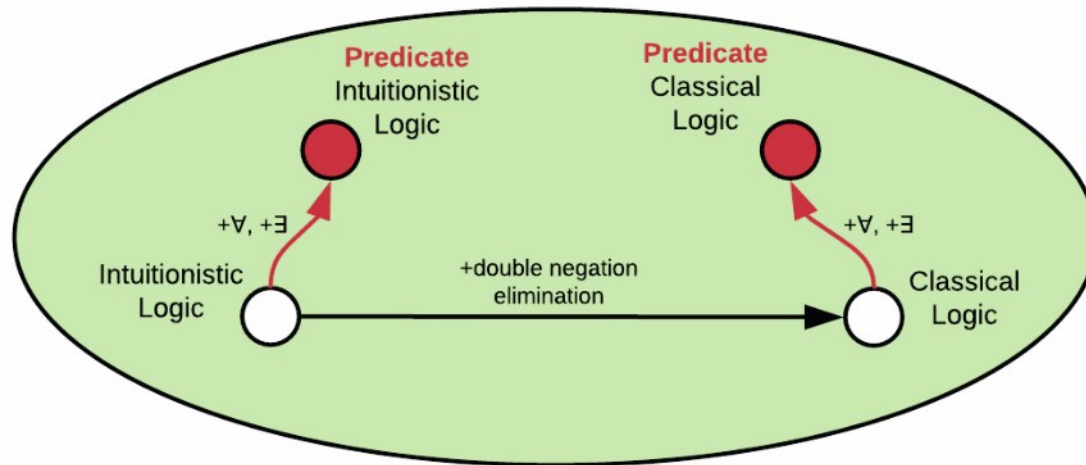 Predicate
Intuitionistic
Logic
Predicate
Classical
Logic
+∀, +∃
+∀, +∃
Intuitionistic
Logic
+double negation
elimination
Classical
Logic